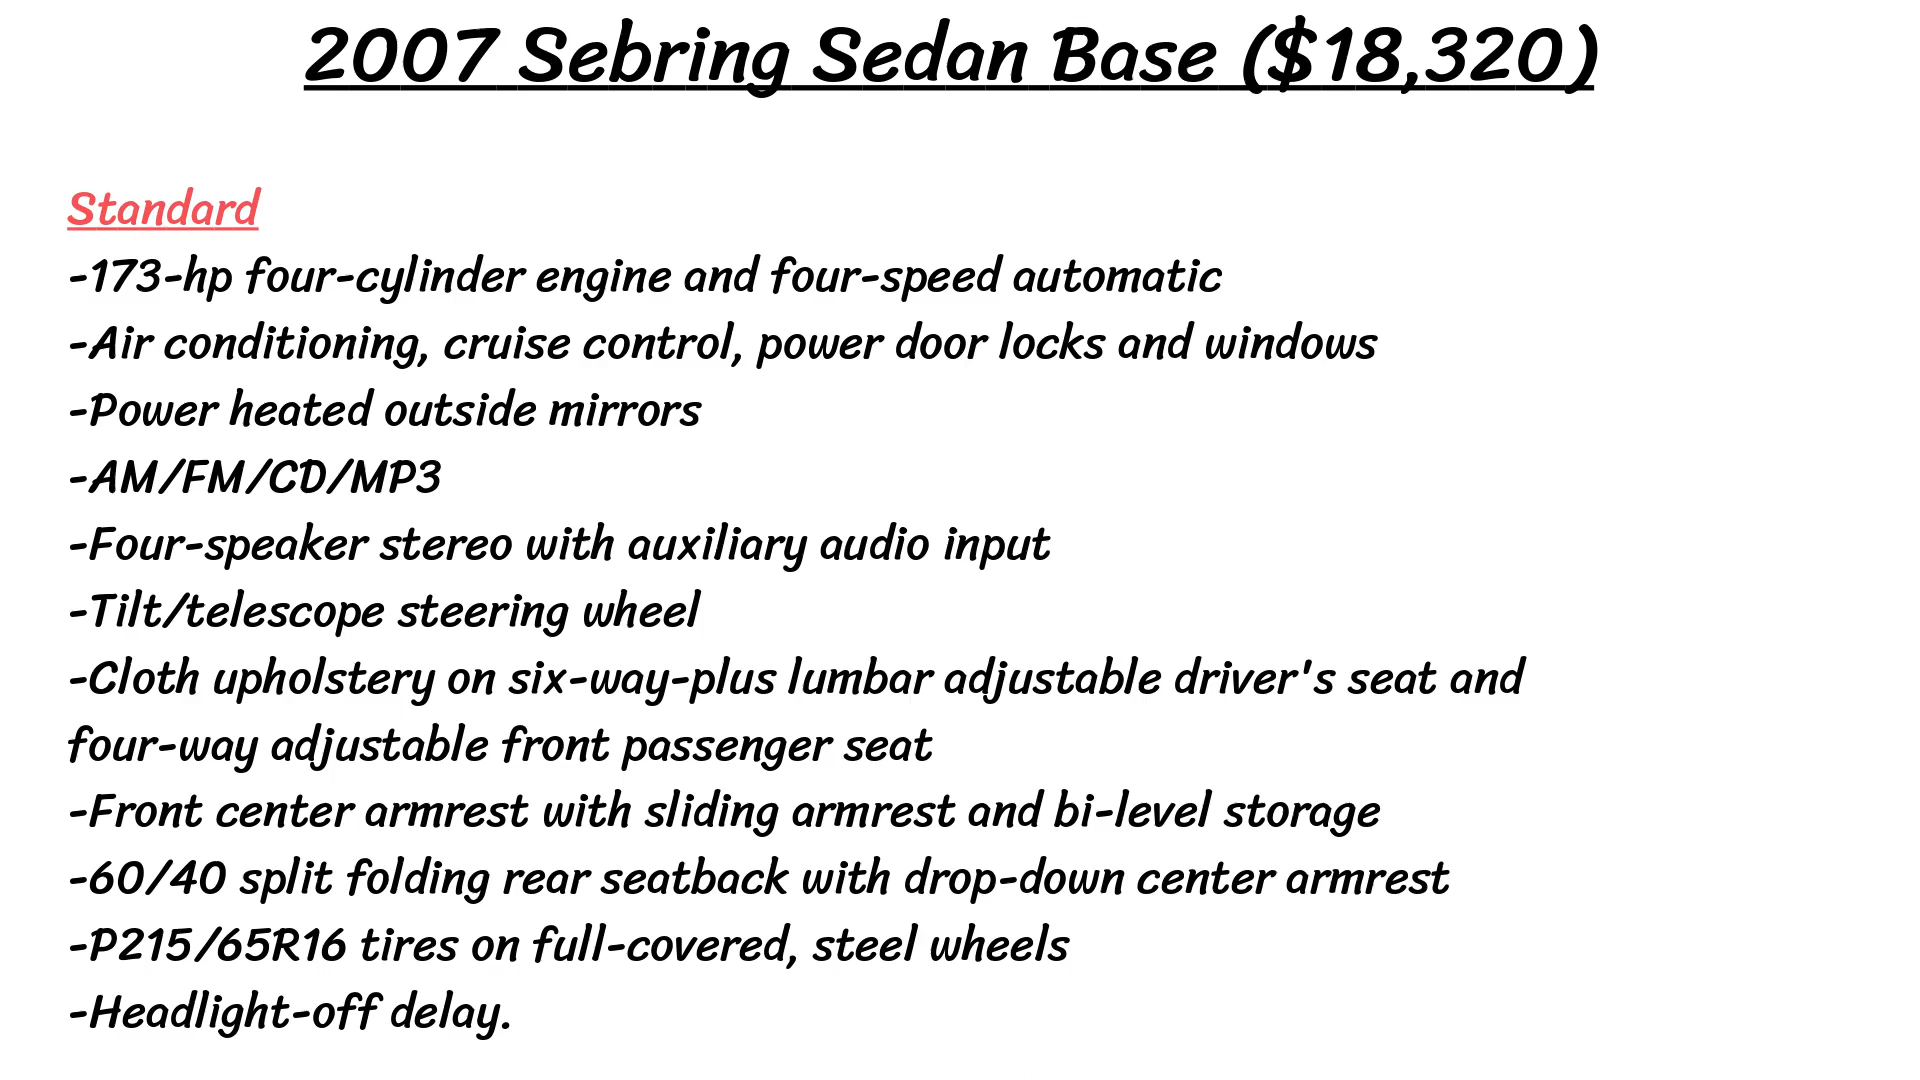 2007 Sebring Sedan Base ($18,320)
Standard
-173-hp four-cylinder engine and four-speed automatic
-Air conditioning, cruise control, power door locks and windows
-Power heated outside mirrors
-AM/FM/CD/MP3
-Four-speaker stereo with auxiliary audio input
-Tilt/telescope steering wheel
-Cloth upholstery on six-way-plus lumbar adjustable driver's seat and
four-way adjustable front passenger seat
-Front center armrest with sliding armrest and bi-level storage
-60/40 split folding rear seatback with drop-down center armrest
-P215/65R16 tires on full-covered, steel wheels
-Headlight-off delay.